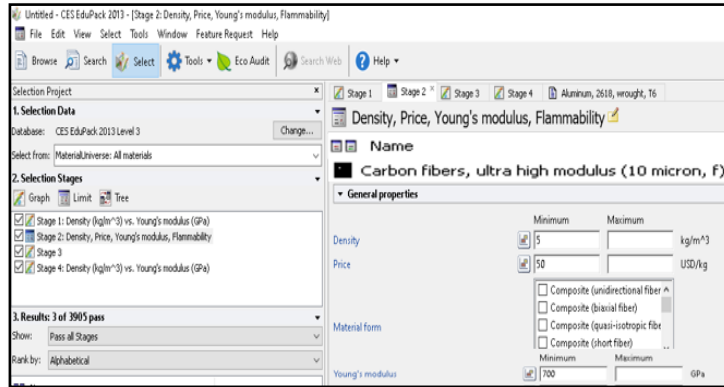 Untitled - CES EduPack 2013 - [Stage 2: Density, Price, Young's modulus, Flammability]
File Edit View Select Tools Window Feature Request Help
Browse Search Select Tools Eco Audit Search Web Help
Selection Project x
1. Selection Data
Database: CES EduPack 2013 Level 3 Change...
Select from: MaterialUniverse: All materials
2. Selection Stages
Graph Limit Tree
Stage 1: Density (kg/m^3) vs. Young's modulus (GPa)
Stage 2: Density, Price, Young's modulus, Flammability
Stage 3
Stage 4: Density (kg/m^3) vs. Young's modulus (GPa)
3. Results: 3 of 3905 pass
Show: Pass all Stages
Rank by: Alphabetical
Stage 1 Stage 2 x Stage 3 Stage 4 Aluminum, 2618, wrought, T6
Density, Price, Young's modulus, Flammability
Name
Carbon fibers, ultra high modulus (10 micron, f)
General properties
Minimum Maximum
Density 5 kg/m^3
Price 50 USD/kg
Material form
Composite (unidirectional fiber
Composite (biaxial fiber)
Composite (quasi-isotropic fibe
Composite (short fiber)
Minimum Maximum
Young's modulus 700 GPa